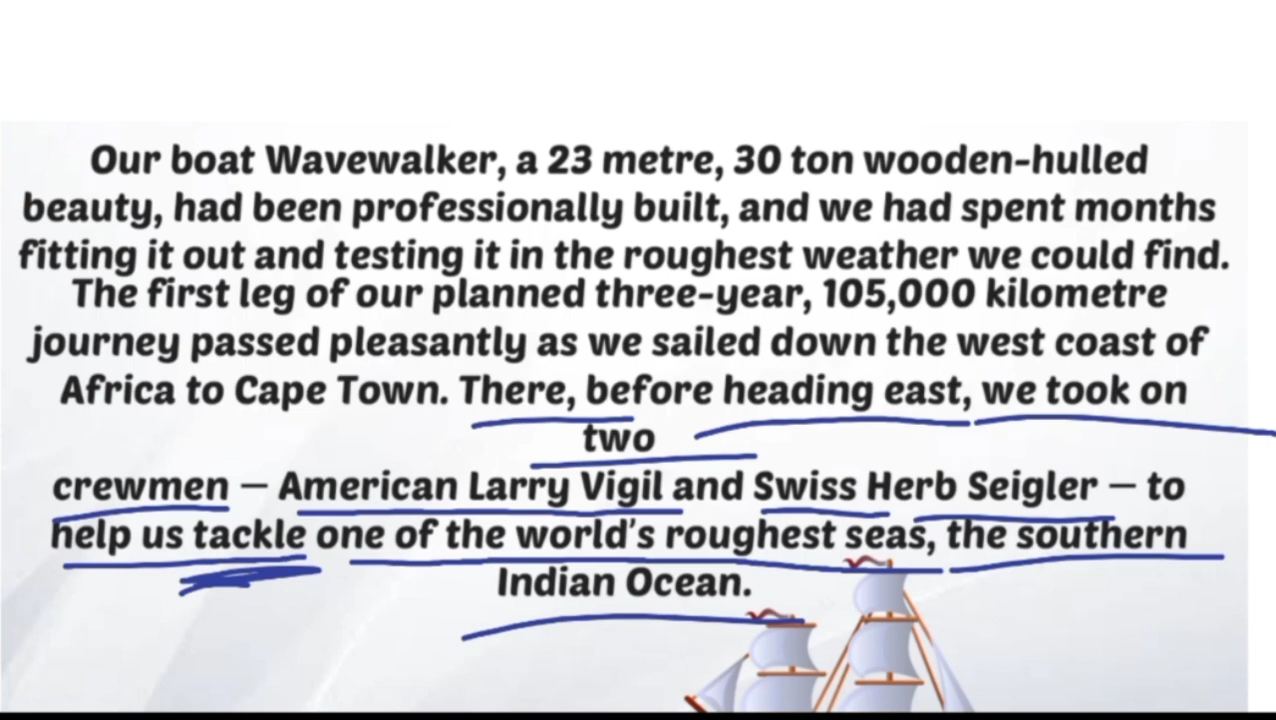 Our boat Wavewalker, a 23 metre, 30 ton wooden-hulled
beauty, had been professionally built, and we had spent months
fitting it out and testing it in the roughest weather we could find.
The first leg of our planned three-year, 105,000 kilometre
journey passed pleasantly as we sailed down the west coast of
Africa to Cape Town. There, before heading east, we took on
two
crewmen — American Larry Vigil and Swiss Herb Seigler — to
help us tackle one of the world's roughest seas, the southern
Indian Ocean.